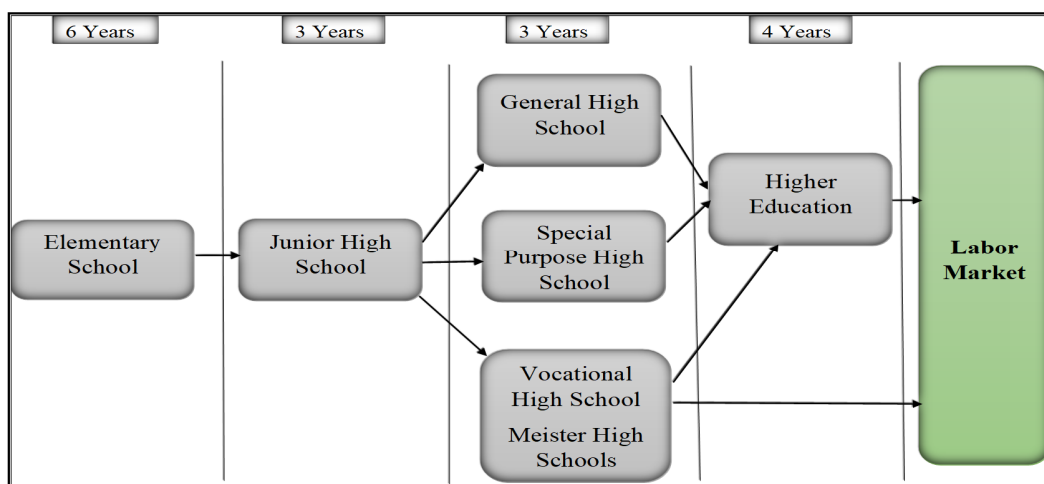 6 Years
3 Years
3 Years
4 Years
Elementary
School
Junior High
School
General High
School
Special
Purpose High
School
Vocational
High School
Meister High
Schools
Higher
Education
Labor
Market